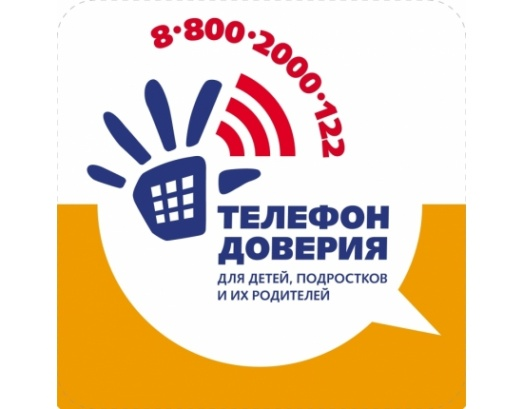 8·800·2000·122
ТЕЛЕФОН
ДОВЕРИЯ
ДЛЯ ДЕТЕЙ, ПОДРОСТКОВ
И ИХ РОДИТЕЛЕЙ